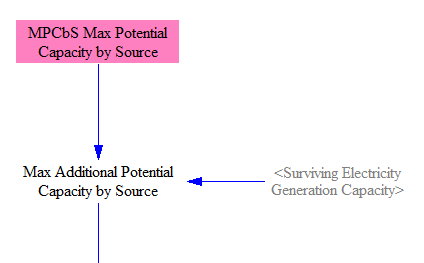 MPCbS Max Potential
Capacity by Source
Max Additional Potential
Capacity by Source
<Surviving Electricity
Generation Capacity>